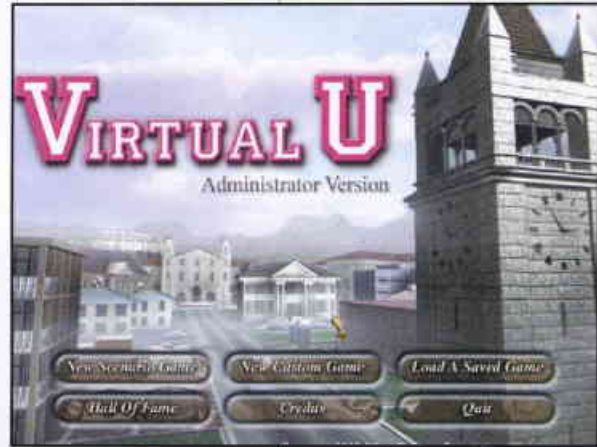 VIRTUAL U
Administrator Version
New Scenario Game New Custom Game Load A Saved Game
Hall Of Fame Credits Quit